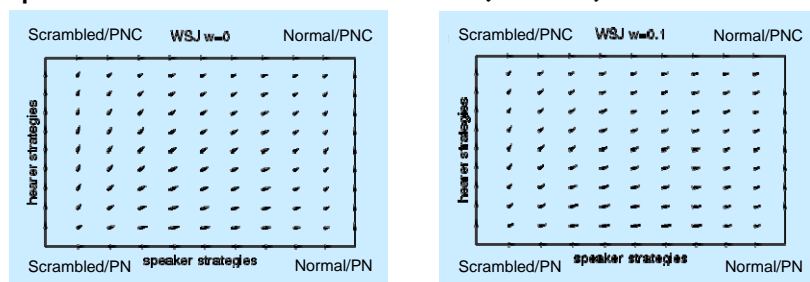 Scrambled/PNC WSJ w=0 Normal/PNC
hearer strategies
Scrambled/PN speaker strategies Normal/PN
Scrambled/PNC WSJ w=0.1 Normal/PNC
hearer strategies
Scrambled/PN speaker strategies Normal/PN